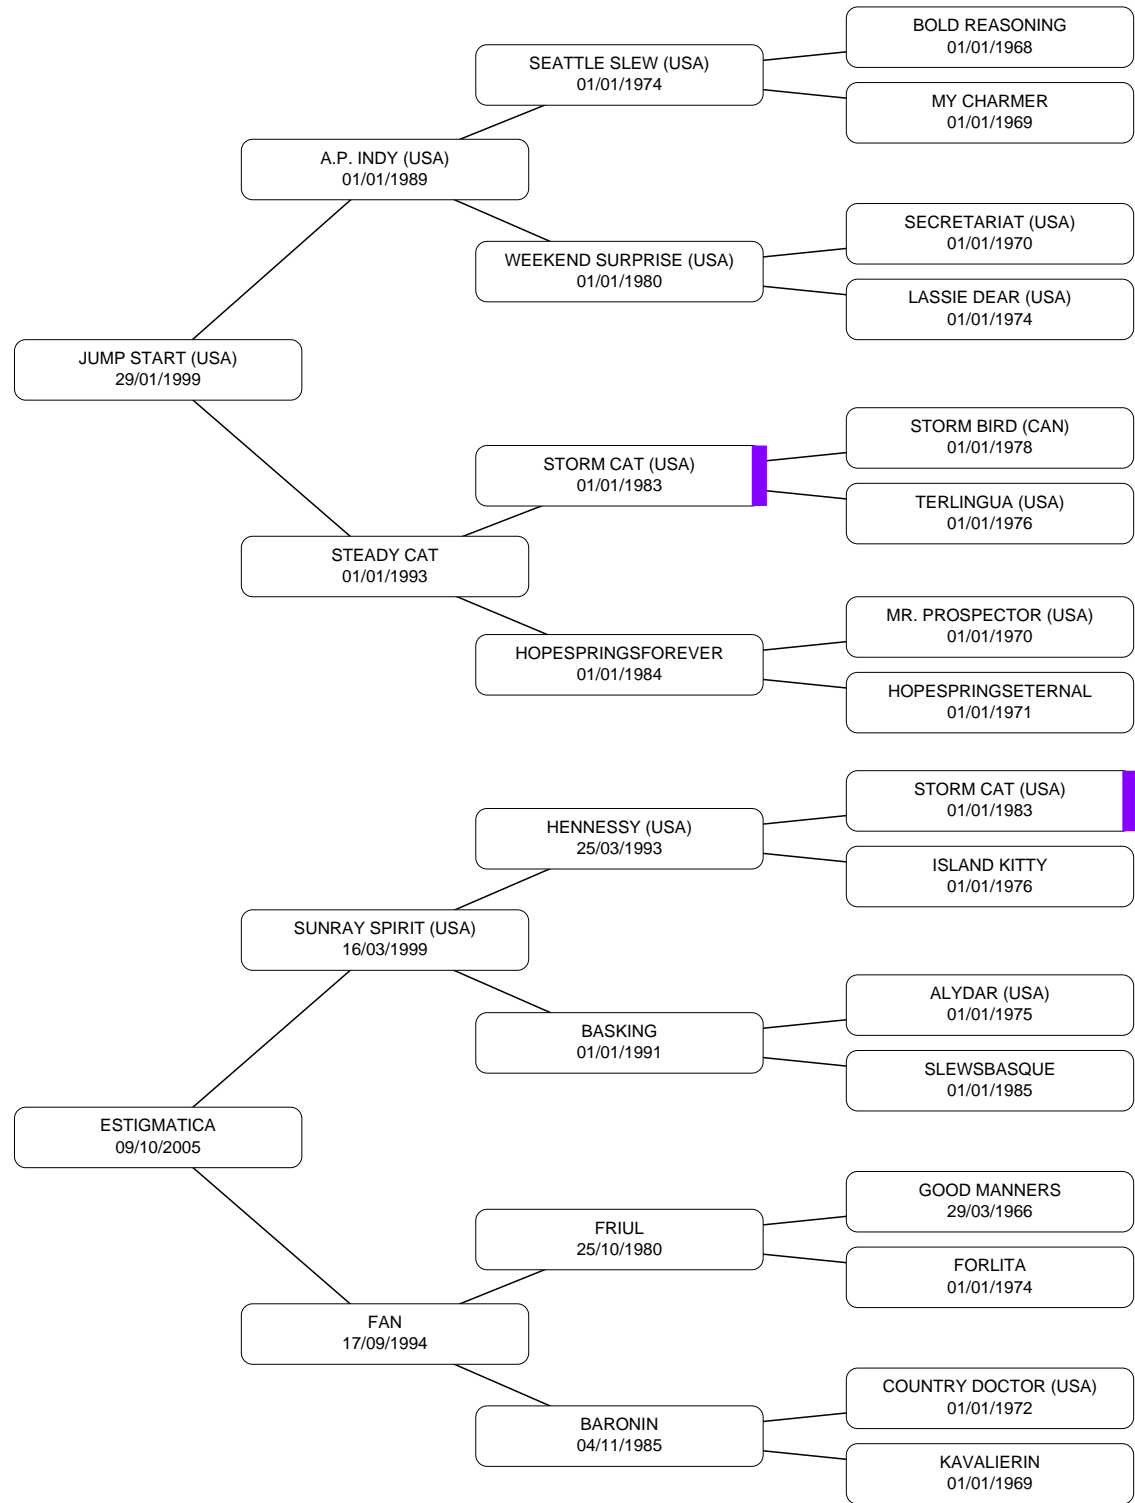 BOLD REASONING
01/01/1968
SEATTLE SLEW (USA)
01/01/1974
MY CHARMER
01/01/1969
A.P. INDY (USA)
01/01/1989
SECRETARIAT (USA)
01/01/1970
WEEKEND SURPRISE (USA)
01/01/1980
LASSIE DEAR (USA)
01/01/1974
JUMP START (USA)
29/01/1999
STORM BIRD (CAN)
01/01/1978
STORM CAT (USA)
01/01/1983
TERLINGUA (USA)
01/01/1976
STEADY CAT
01/01/1993
MR. PROSPECTOR (USA)
01/01/1970
HOPESPRINGSFOREVER
01/01/1984
HOPESPRINGSETERNAL
01/01/1971
STORM CAT (USA)
01/01/1983
HENNESSY (USA)
25/03/1993
ISLAND KITTY
01/01/1976
SUNRAY SPIRIT (USA)
16/03/1999
ALYDAR (USA)
01/01/1975
BASKING
01/01/1991
SLEWSBASQUE
01/01/1985
ESTIGMATICA
09/10/2005
GOOD MANNERS
29/03/1966
FRIUL
25/10/1980
FORLITA
01/01/1974
FAN
17/09/1994
COUNTRY DOCTOR (USA)
01/01/1972
BARONIN
04/11/1985
KAVALIERIN
01/01/1969